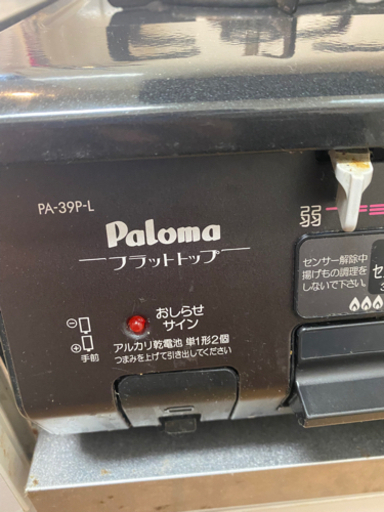 PA-39P-L
Paloma
フラットトップ
弱
センサー解除中
揚げもの調理を
しないで下さい。
おしらせ
サイン
⊖
⊕
手前
アルカリ乾電池 単1形2個
つまみを上げて引き出してください